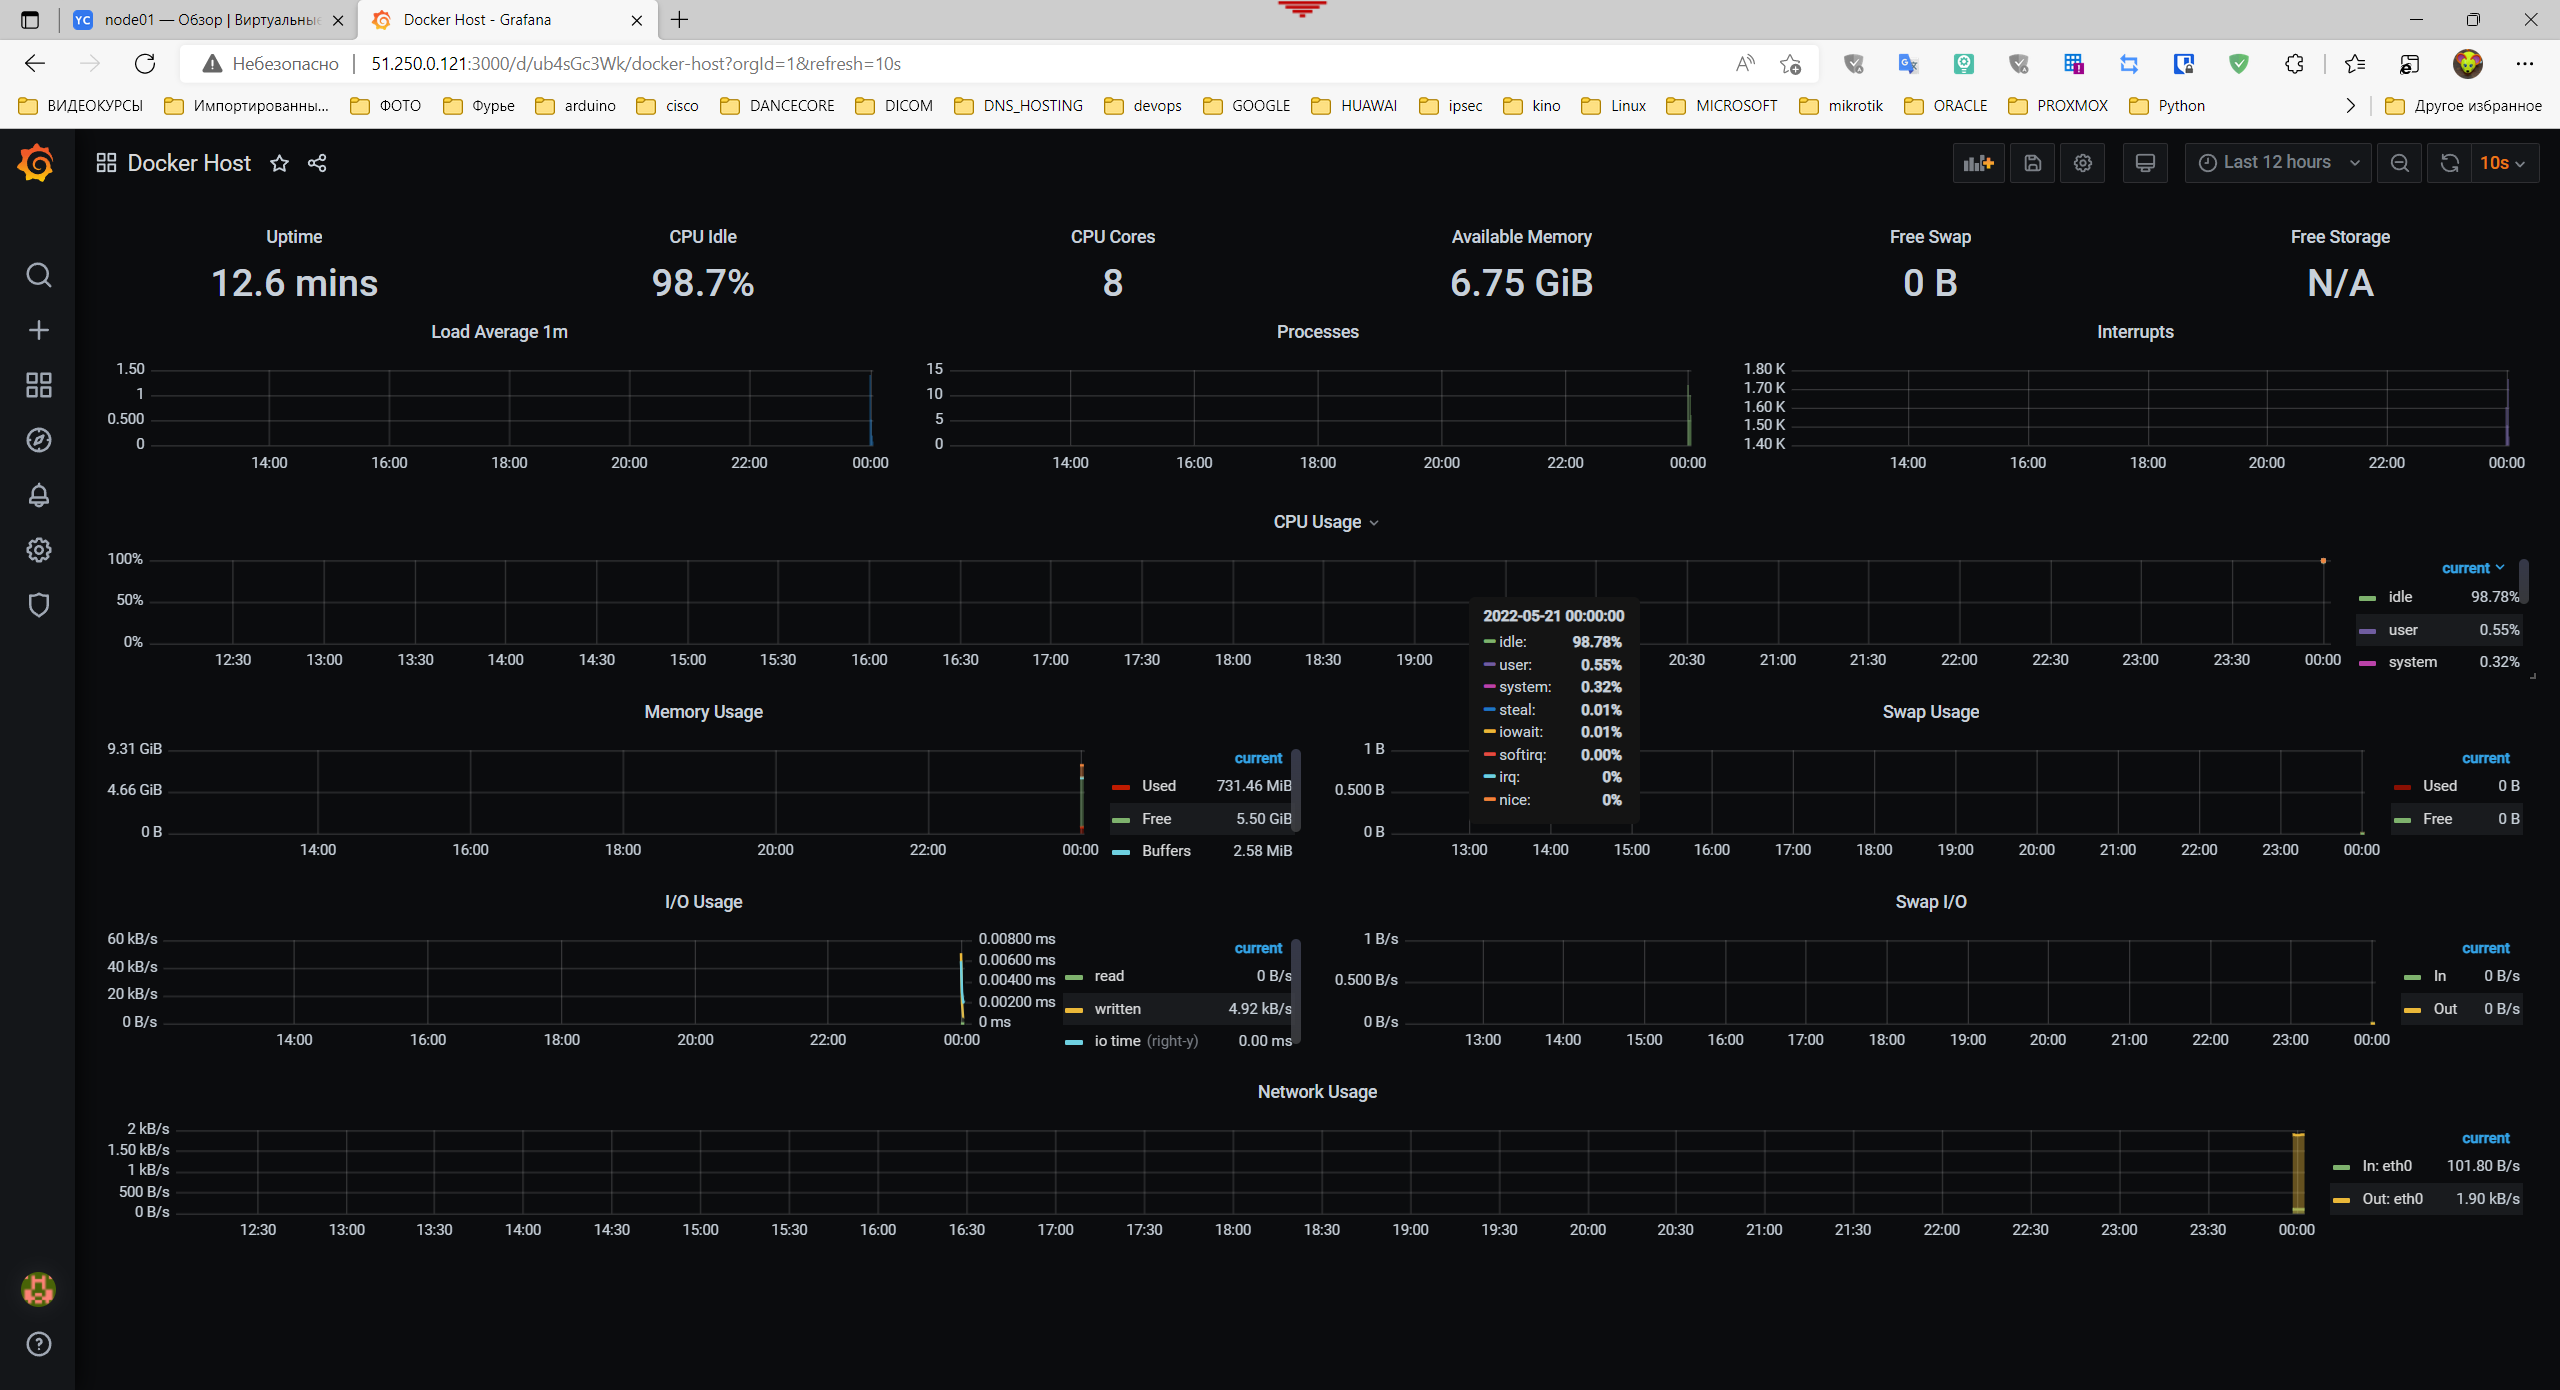 node01 — Обзор | Виртуальные
Docker Host - Grafana
Небезопасно
51.250.0.121:3000/d/ub4sGc3Wk/docker-host?orgId=1&refresh=10s
ВИДЕОКУРСЫ Импортированны... ФОТО Фурье arduino cisco DANCECORE DICOM DNS_HOSTING devops GOOGLE HUAWAI ipsec kino Linux MICROSOFT mikrotik ORACLE PROXMOX Python Другое избранное
Docker Host
Last 12 hours 10s
Uptime CPU Idle CPU Cores Available Memory Free Swap Free Storage
12.6 mins 98.7% 8 6.75 GiB 0 B N/A
Load Average 1m
1.50
1
0.500
0
14:00 16:00 18:00 20:00 22:00 00:00
Processes
15
10
5
0
14:00 16:00 18:00 20:00 22:00 00:00
Interrupts
1.80 K
1.70 K
1.60 K
1.50 K
1.40 K
14:00 16:00 18:00 20:00 22:00 00:00
CPU Usage
100%
50%
0%
12:30 13:00 13:30 14:00 14:30 15:00 15:30 16:00 16:30 17:00 17:30 18:00 18:30 19:00 20:30 21:00 21:30 22:00 22:30 23:00 23:30 00:00
current
idle 98.78%
user 0.55%
system 0.32%
2022-05-21 00:00:00
idle: 98.78%
user: 0.55%
system: 0.32%
steal: 0.01%
iowait: 0.01%
softirq: 0.00%
irq: 0%
nice: 0%
Memory Usage
9.31 GiB
4.66 GiB
0 B
14:00 16:00 18:00 20:00 22:00 00:00
current
Used 731.46 MiB
Free 5.50 GiB
Buffers 2.58 MiB
Swap Usage
1 B
0.500 B
0 B
13:00 14:00 15:00 16:00 17:00 18:00 19:00 20:00 21:00 22:00 23:00 00:00
current
Used 0 B
Free 0 B
I/O Usage
60 kB/s
40 kB/s
20 kB/s
0 B/s
0.00800 ms
0.00600 ms
0.00400 ms
0.00200 ms
0 ms
14:00 16:00 18:00 20:00 22:00 00:00
current
read 0 B/s
written 4.92 kB/s
io time (right-y) 0.00 ms
Swap I/O
1 B/s
0.500 B/s
0 B/s
13:00 14:00 15:00 16:00 17:00 18:00 19:00 20:00 21:00 22:00 23:00 00:00
current
In 0 B/s
Out 0 B/s
Network Usage
2 kB/s
1.50 kB/s
1 kB/s
500 B/s
0 B/s
12:30 13:00 13:30 14:00 14:30 15:00 15:30 16:00 16:30 17:00 17:30 18:00 18:30 19:00 19:30 20:00 20:30 21:00 21:30 22:00 22:30 23:00 23:30 00:00
current
In: eth0 101.80 B/s
Out: eth0 1.90 kB/s